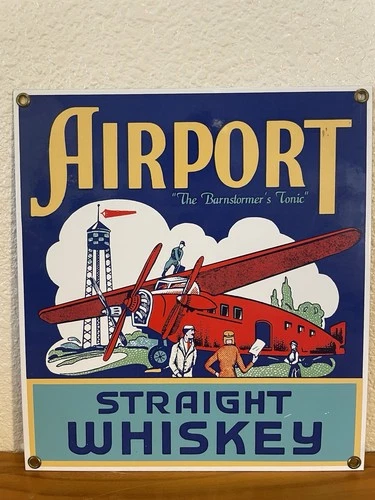 AIRPORT
"The Barnstormer's Tonic"
STRAIGHT
WHISKEY